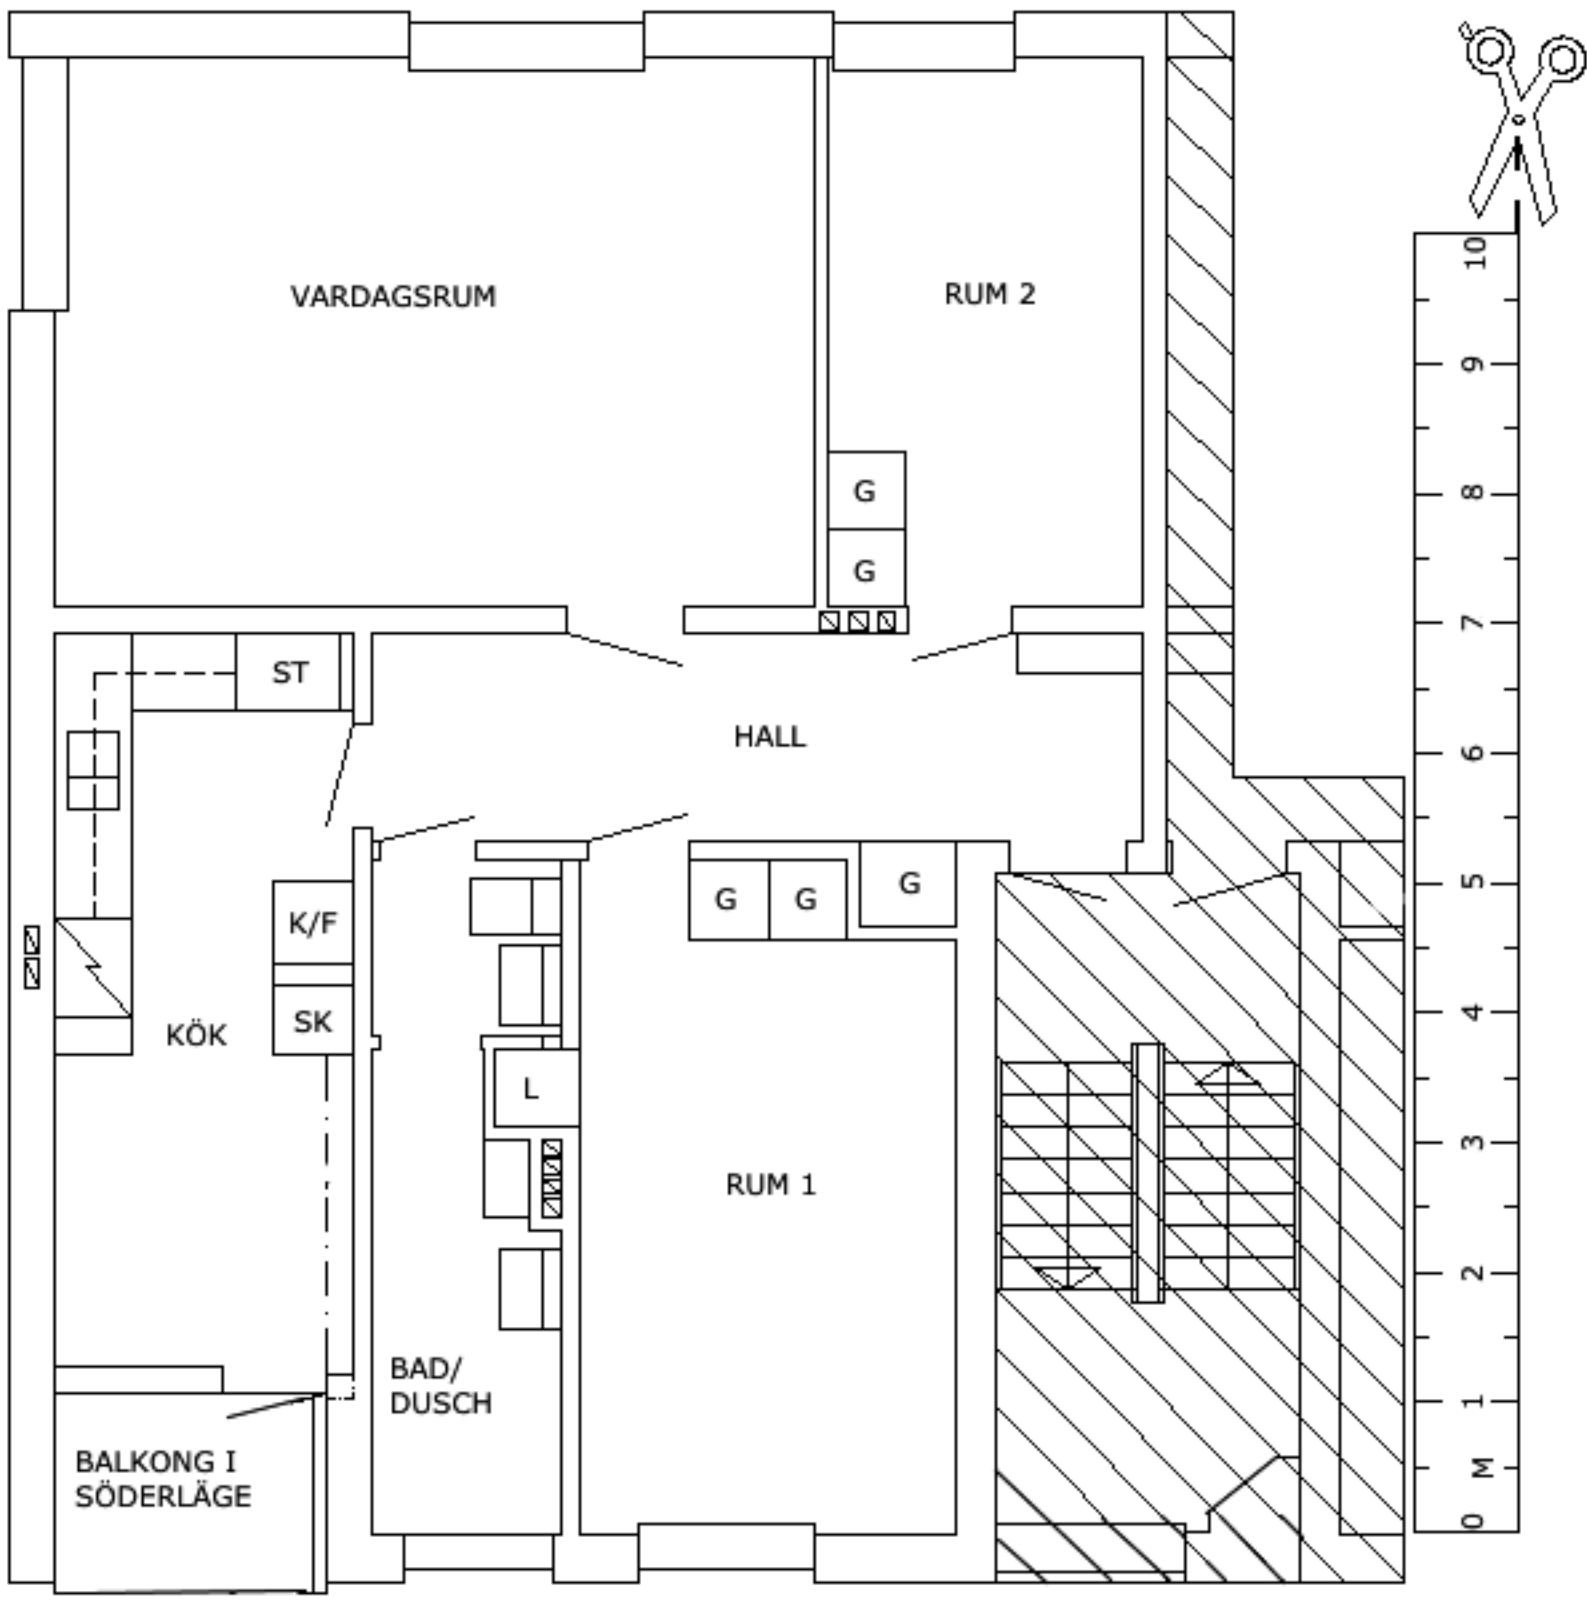 VARDAGSRUM
RUM 2
G
G
ST
HALL
K/F
SK
KÖK
G
G
G
L
RUM 1
BAD/
DUSCH
BALKONG I
SÖDERLÄGE
10
9
8
7
6
5
4
3
2
1
M
0